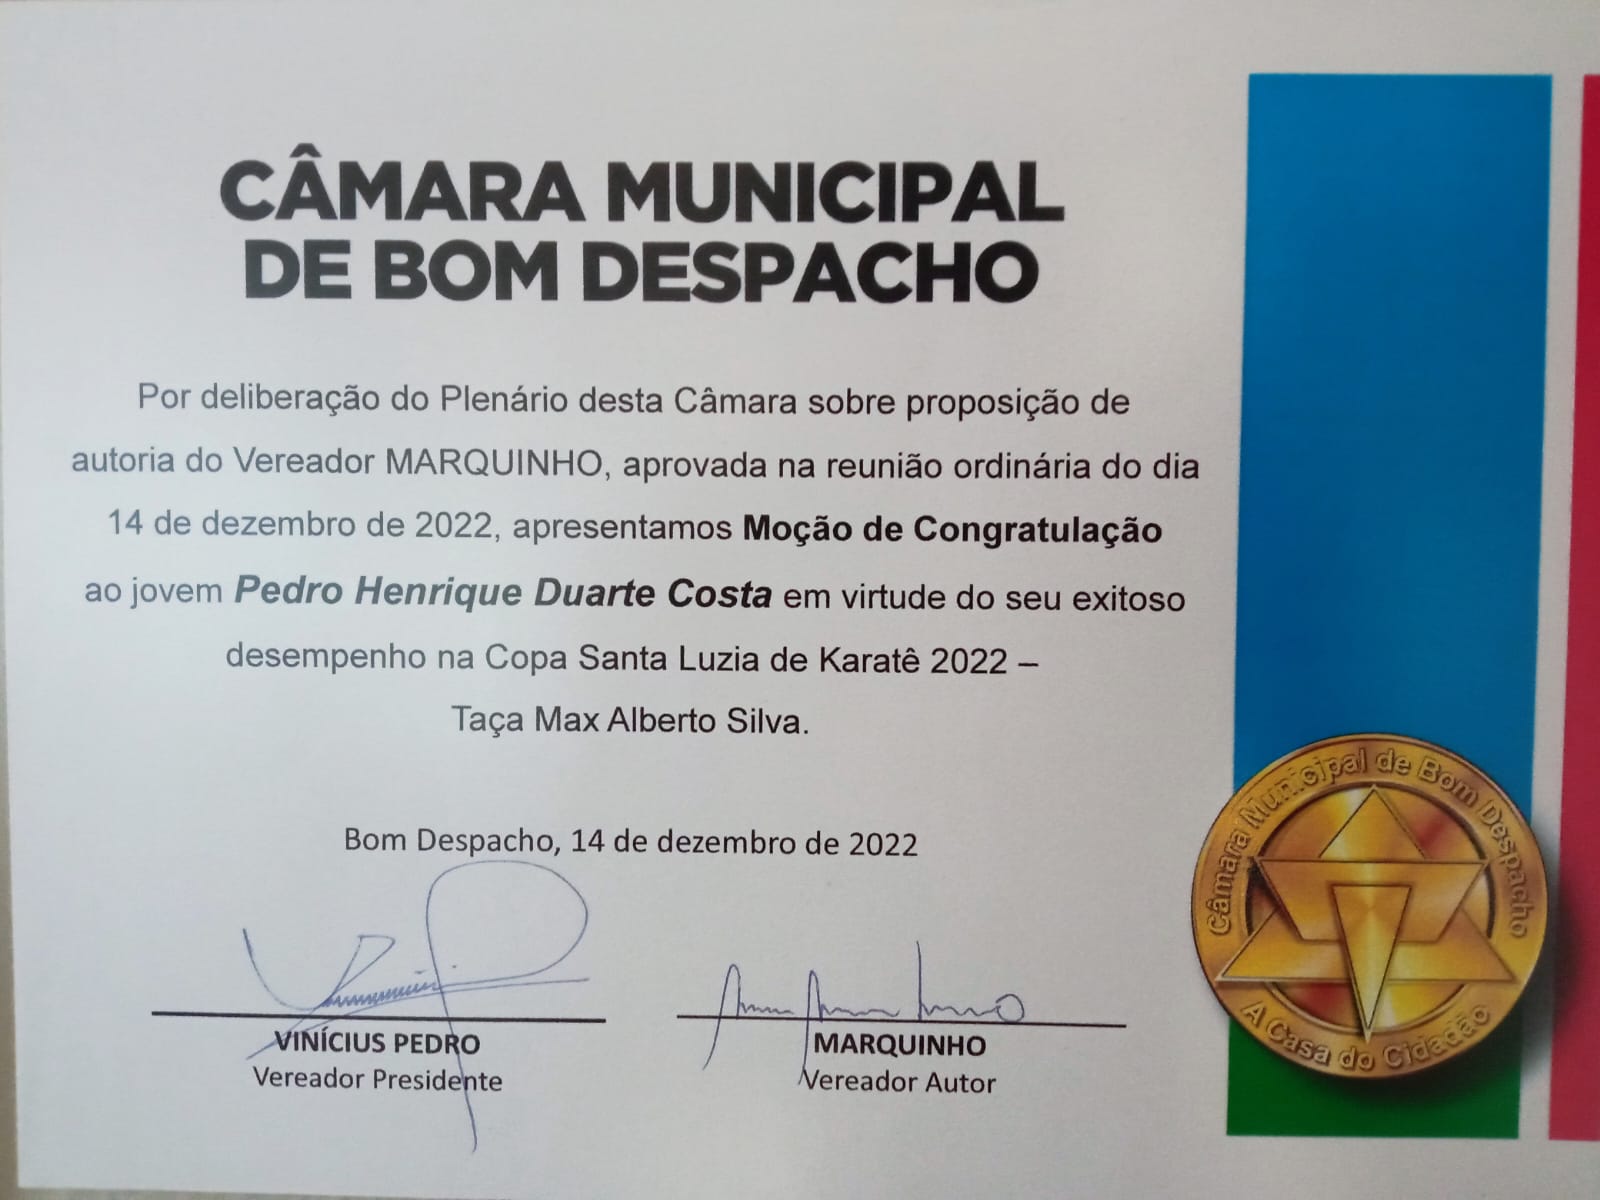 CÂMARA MUNICIPAL
DE BOM DESPACHO
Por deliberação do Plenário desta Câmara sobre proposição de
autoria do Vereador MARQUINHO, aprovada na reunião ordinária do dia
14 de dezembro de 2022, apresentamos Moção de Congratulação
ao jovem Pedro Henrique Duarte Costa em virtude do seu exitoso
desempenho na Copa Santa Luzia de Karatê 2022 –
Taça Max Alberto Silva.
Bom Despacho, 14 de dezembro de 2022
VINÍCIUS PEDRO
Vereador Presidente
MARQUINHO
Vereador Autor
Câmara Municipal de Bom Despacho
A Casa do Cidadão